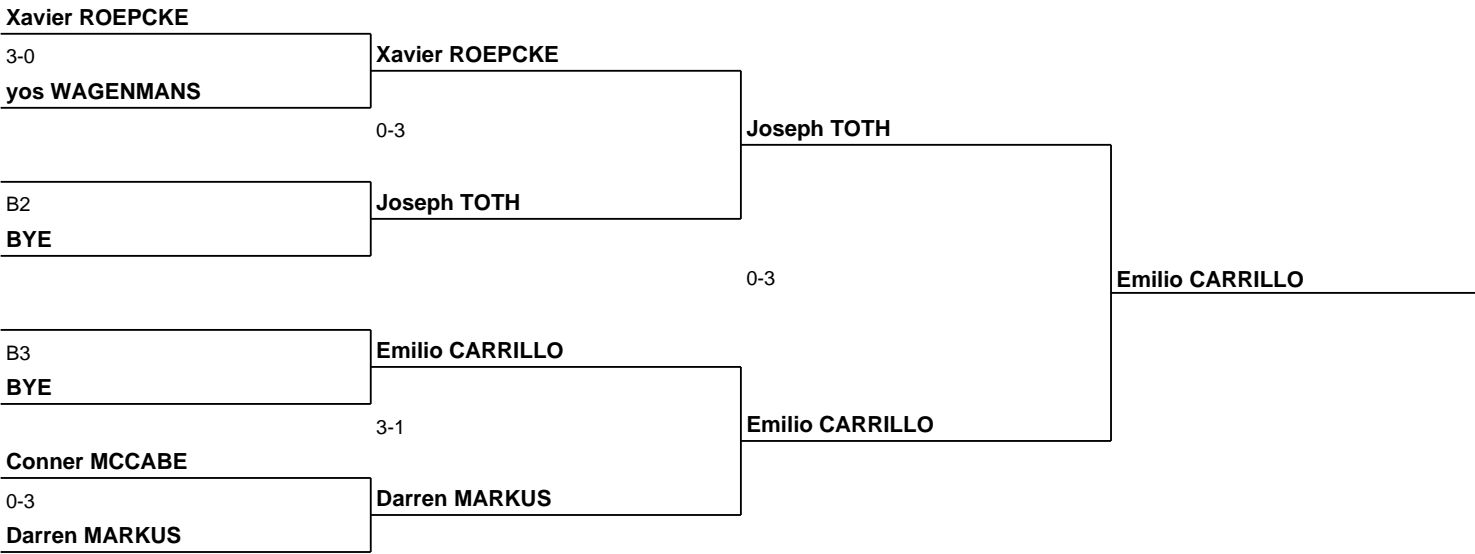 Xavier ROEPCKE
3-0
yos WAGENMANS
B2
BYE
B3
BYE
Conner MCCABE
0-3
Darren MARKUS
Xavier ROEPCKE
0-3
Joseph TOTH
Emilio CARRILLO
3-1
Darren MARKUS
Joseph TOTH
0-3
Emilio CARRILLO
Emilio CARRILLO